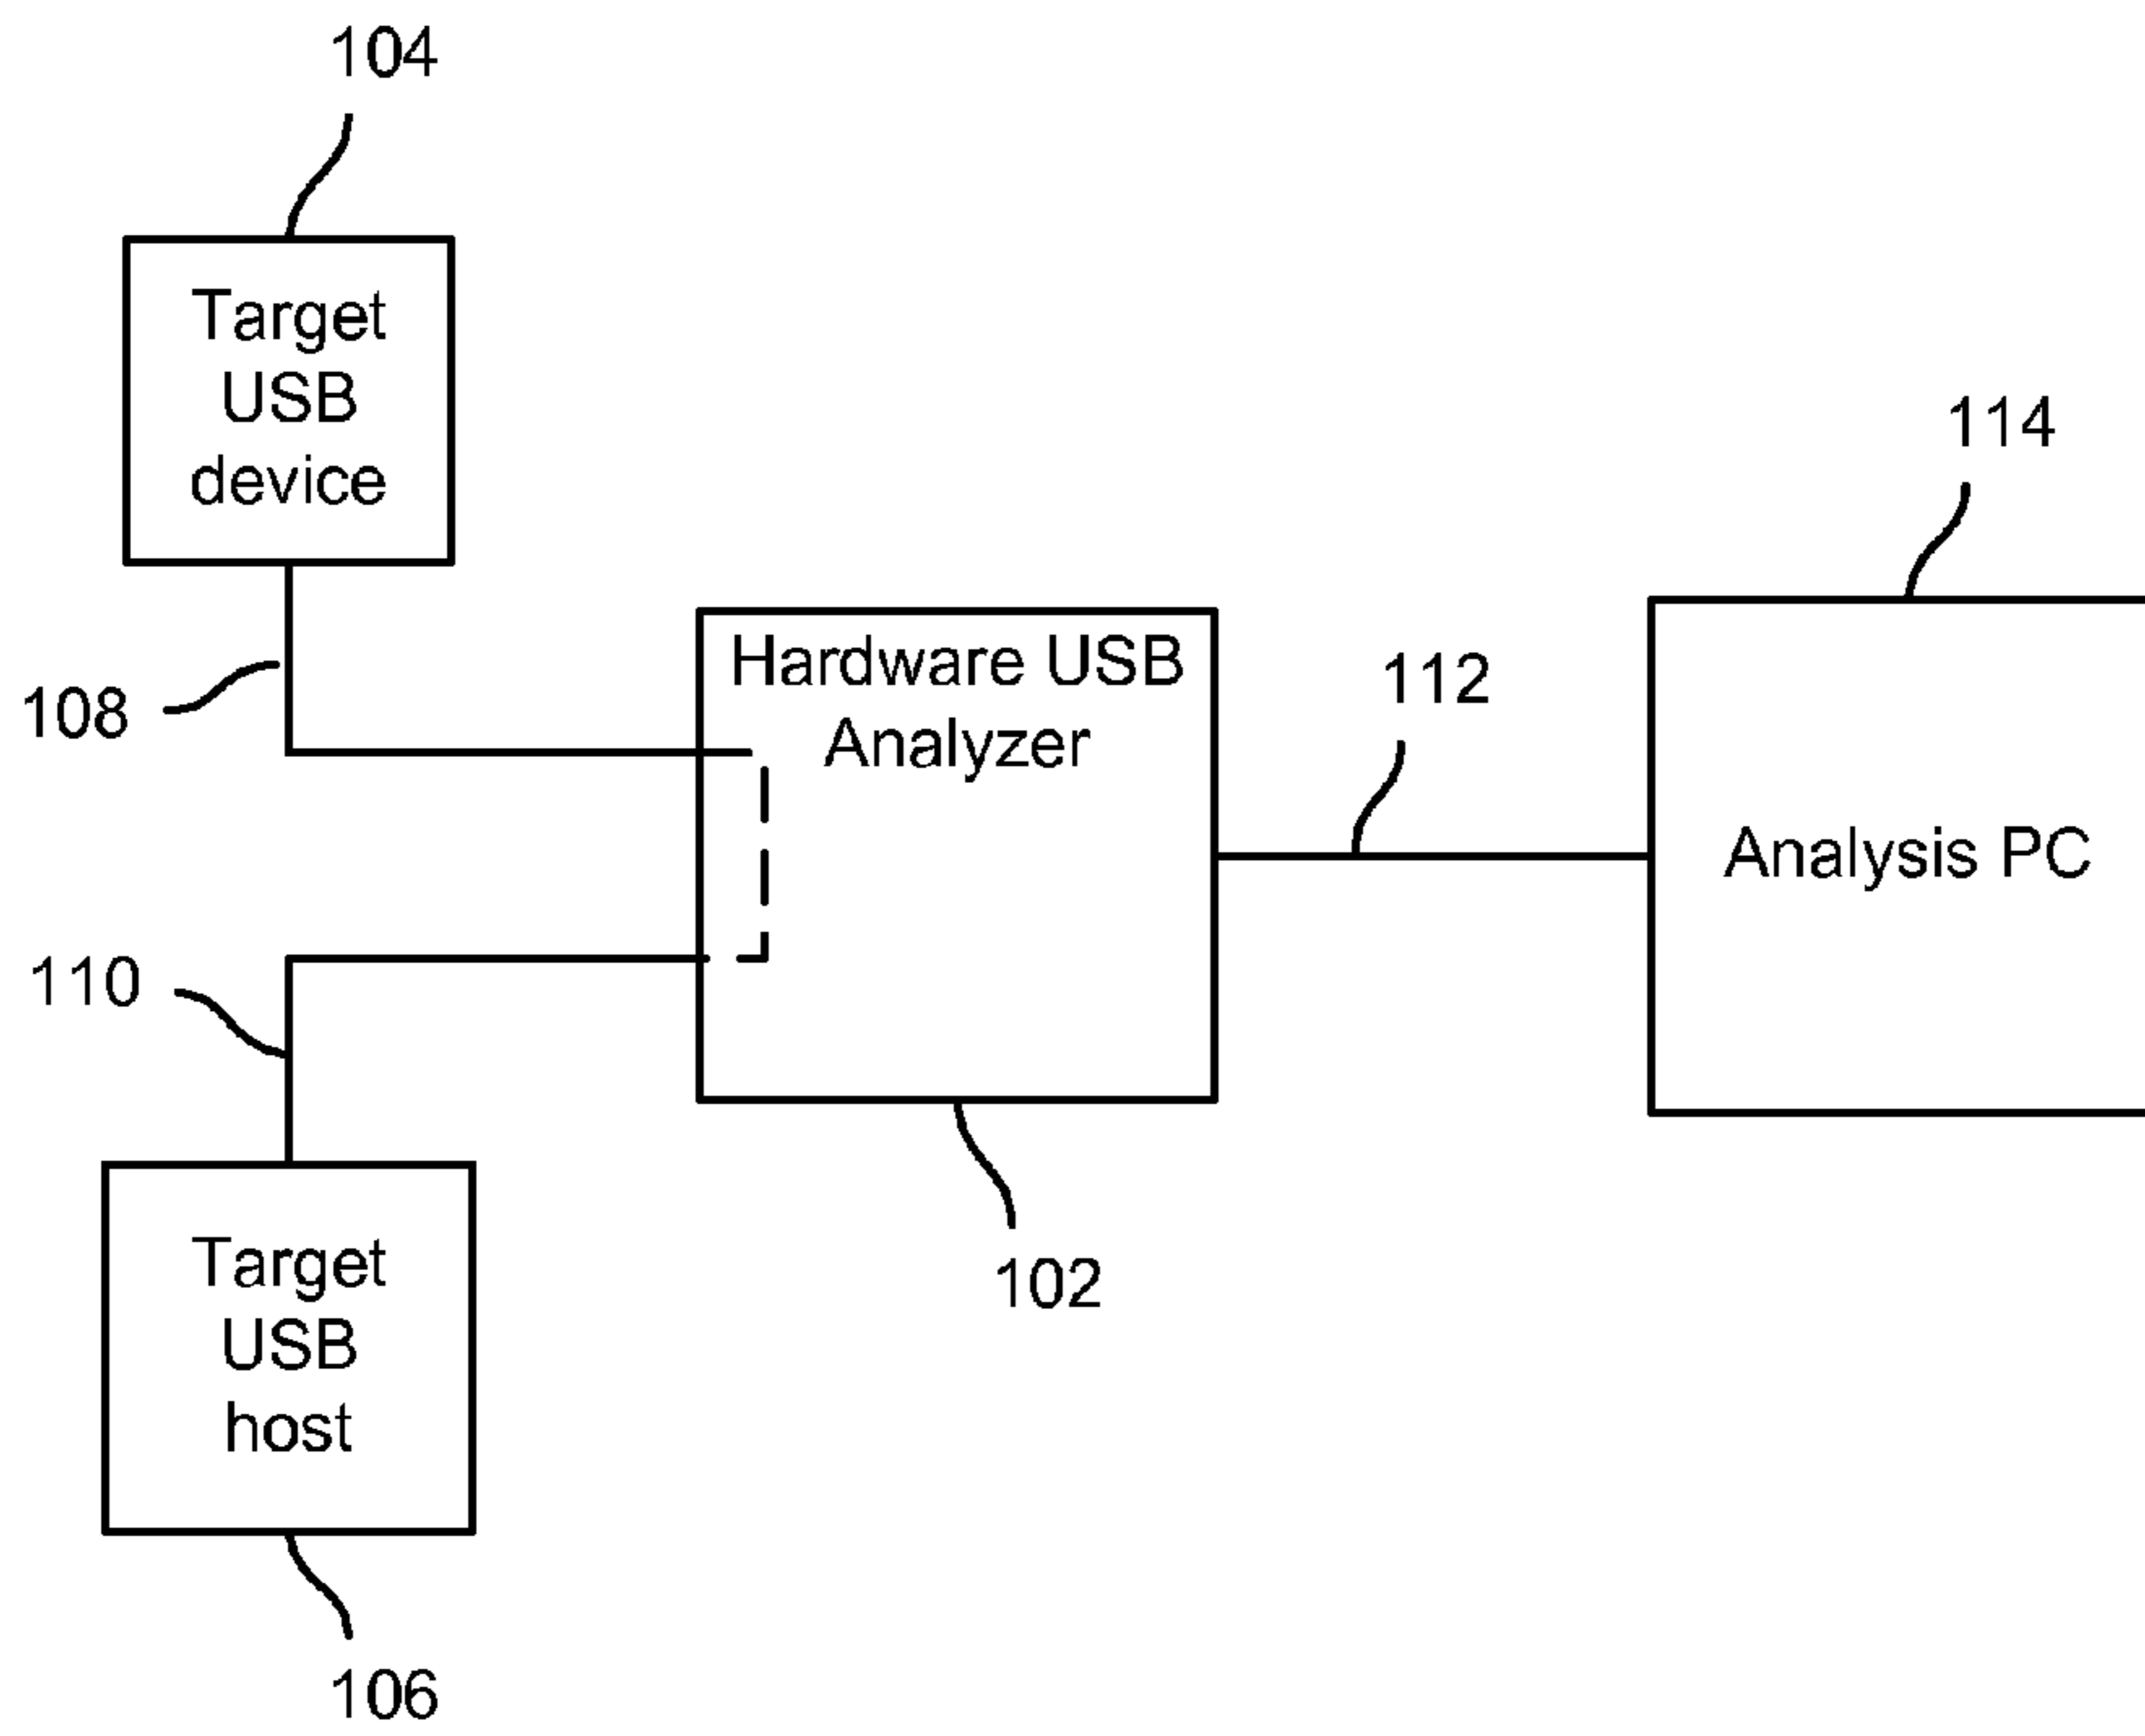 104
Target
USB
device
114
108
Hardware USB
Analyzer
112
Analysis PC
110
102
Target
USB
host
106